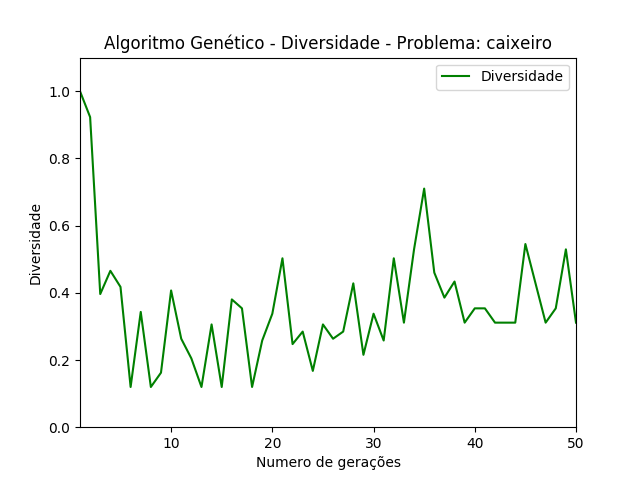 Algoritmo Genético - Diversidade - Problema: caixeiro
Diversidade
1.0
0.8
0.6
0.4
0.2
0.0
Diversidade
10
20
30
40
50
Numero de gerações